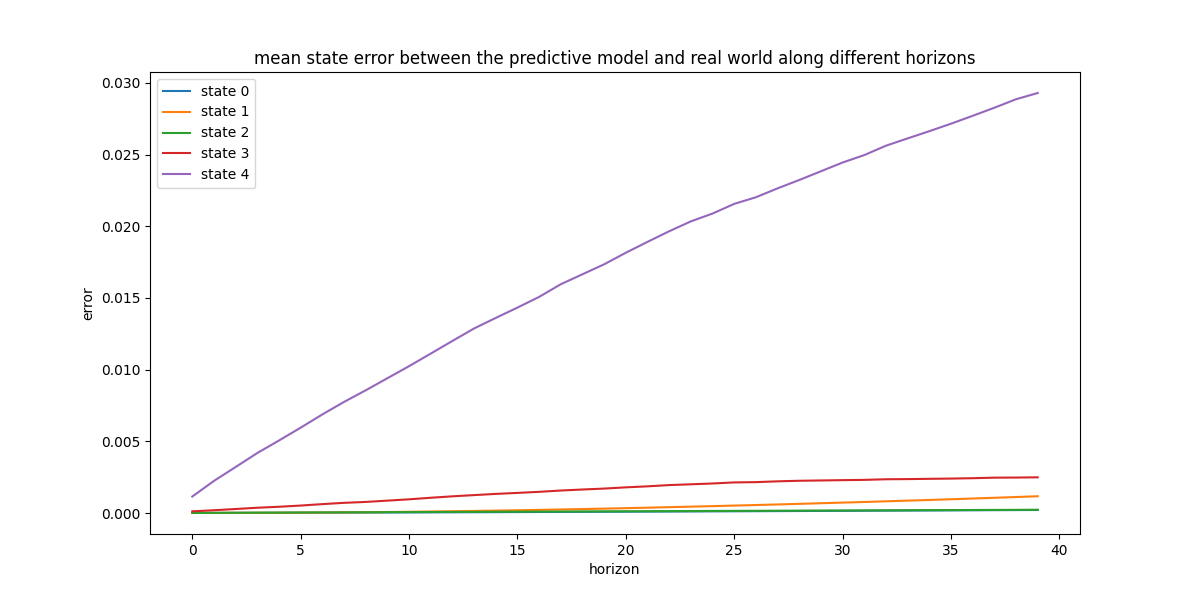 mean state error between the predictive model and real world along different horizons
0.030
0.025
0.020
0.015
0.010
0.005
0.000
error
state 0
state 1
state 2
state 3
state 4
0 5 10 15 20 25 30 35 40
horizon